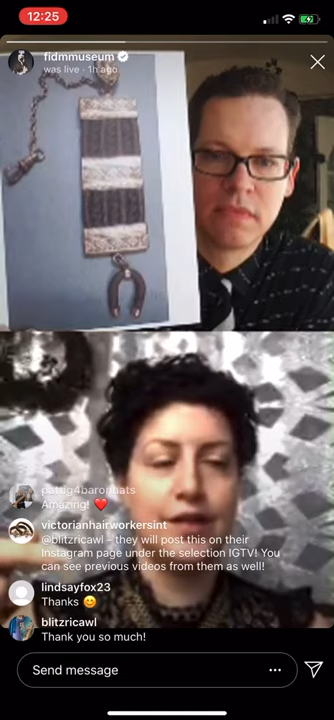 12:25
fidmmuseum
was live · 1h ago
pattig4baronhats
Amazing! ❤️
victorianhairworkersint
@blitzricawl - they will post this on their
Instagram page under the selection IGTV! You
can see previous videos from them as well!
lindsayfox23
Thanks 😊
blitzricawl
Thank you so much!
Send message